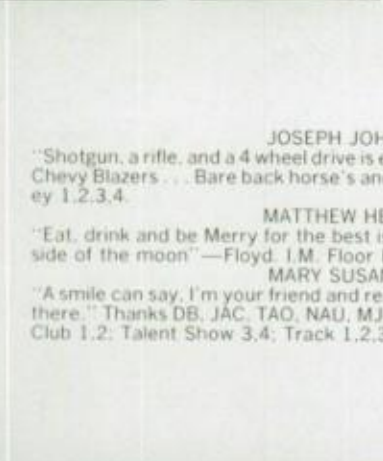 JOSEPH JOH
"Shotgun, a rifle, and a 4 wheel drive is e
Chevy Blazers . . . Bare back horse's an
ey 1,2,3,4.
MATTHEW HE
"Eat, drink and be Merry for the best i
side of the moon"—Floyd. I.M. Floor
MARY SUSAN
"A smile can say, I'm your friend and re
there." Thanks DB, JAC, TAO, NAU, MJ
Club 1,2; Talent Show 3,4; Track 1,2,3